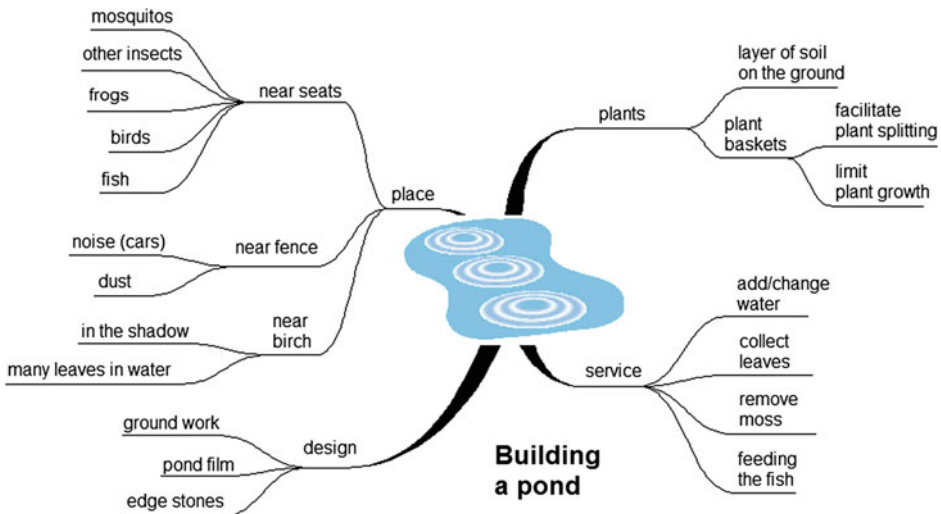 mosquitos
other insects
frogs
birds
fish
near seats
place
noise (cars)
dust
near fence
in the shadow
many leaves in water
near
birch
ground work
pond film
edge stones
design
plants
layer of soil
on the ground
plant
baskets
facilitate
plant splitting
limit
plant growth
service
add/change
water
collect
leaves
remove
moss
feeding
the fish
Building
a pond